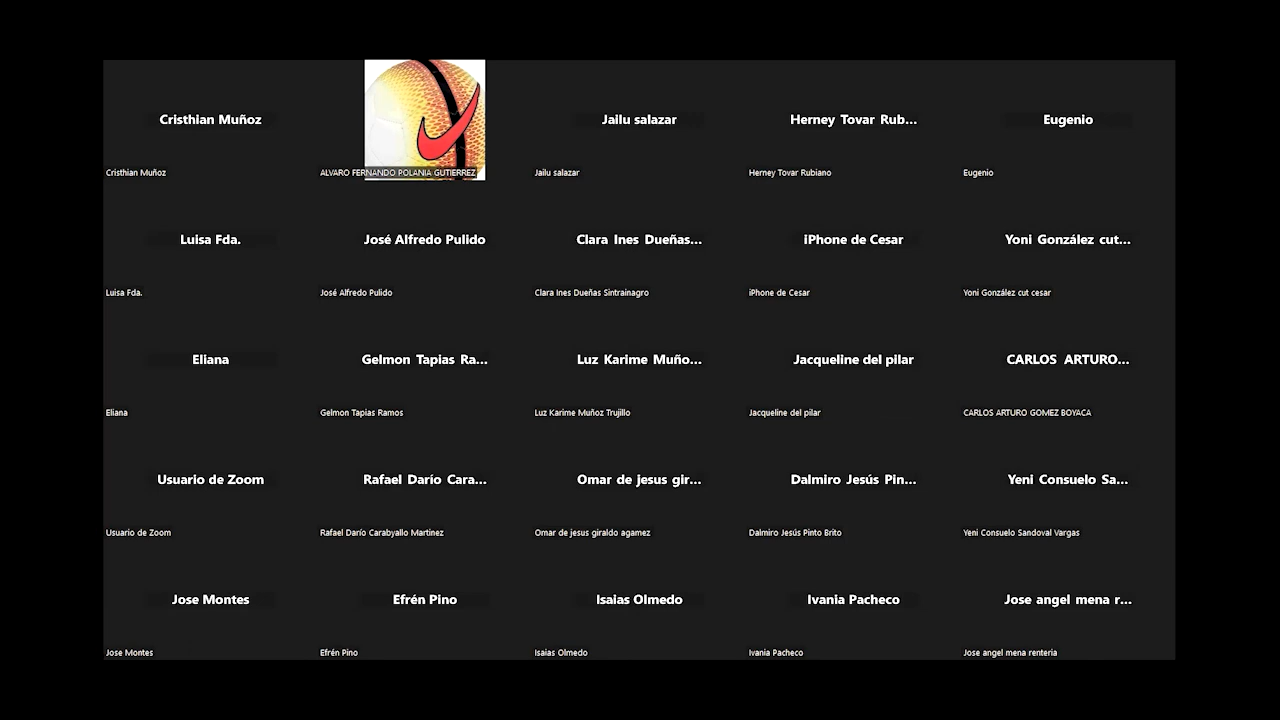 Cristhian Muñoz
Jailu salazar
Herney Tovar Rub...
Eugenio
Cristhian Muñoz
ALVARO FERNANDO POLANIA GUTIERREZ
Jailu salazar
Herney Tovar Rubiano
Eugenio
Luisa Fda.
José Alfredo Pulido
Clara Ines Dueñas...
iPhone de Cesar
Yoni González cut...
Luisa Fda.
José Alfredo Pulido
Clara Ines Dueñas Sintrainagro
iPhone de Cesar
Yoni González cut cesar
Eliana
Gelmon Tapias Ra...
Luz Karime Muño...
Jacqueline del pilar
CARLOS ARTURO...
Eliana
Gelmon Tapias Ramos
Luz Karime Muñoz Trujillo
Jacqueline del pilar
CARLOS ARTURO GOMEZ BOYACA
Usuario de Zoom
Rafael Darío Cara...
Omar de jesus gir...
Dalmiro Jesús Pin...
Yeni Consuelo Sa...
Usuario de Zoom
Rafael Darío Carabyallo Martinez
Omar de jesus giraldo agamez
Dalmiro Jesús Pinto Brito
Yeni Consuelo Sandoval Vargas
Jose Montes
Efrén Pino
Isaias Olmedo
Ivania Pacheco
Jose angel mena r...
Jose Montes
Efrén Pino
Isaias Olmedo
Ivania Pacheco
Jose angel mena renteria